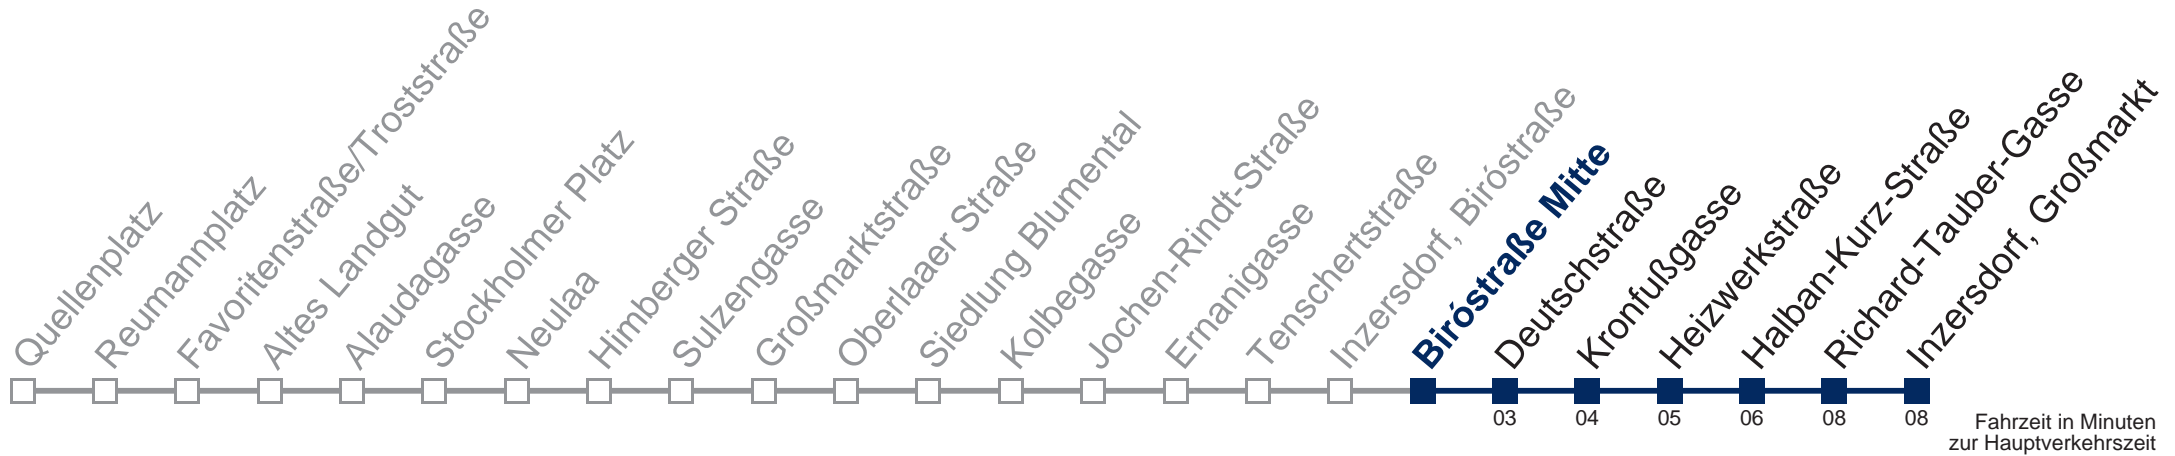 Quellenplatz
Reumannplatz
Favoritenstraße/Troststraße
Altes Landgut
Alaudagasse
Stockholmer Platz
Neulaa
Himberger Straße
Sulzengasse
Großmarktstraße
Oberlaaer Straße
Siedlung Blumental
Kolbegasse
Jochen-Rindt-Straße
Ernanigasse
Tenschertstraße
Inzersdorf, Biróstraße
Biróstraße Mitte
Deutschstraße
Kronfußgasse
Heizwerkstraße
Halban-Kurz-Straße
Richard-Tauber-Gasse
Inzersdorf, Großmarkt
03
04
05
06
08
08
Fahrzeit in Minuten
zur Hauptverkehrszeit